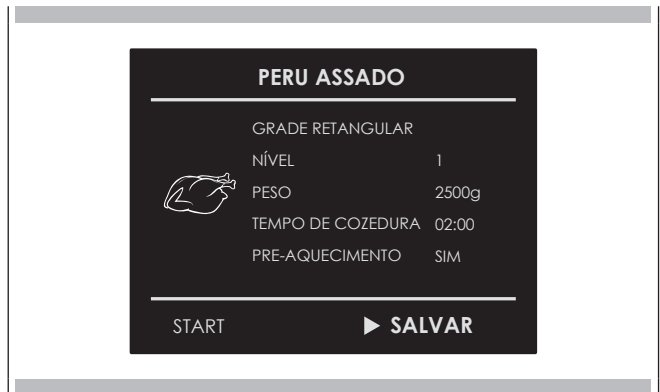 PERU ASSADO
GRADE RETANGULAR
NÍVEL 1
PESO 2500g
TEMPO DE COZEDURA 02:00
PRE-AQUECIMENTO SIM
START ▶ SALVAR